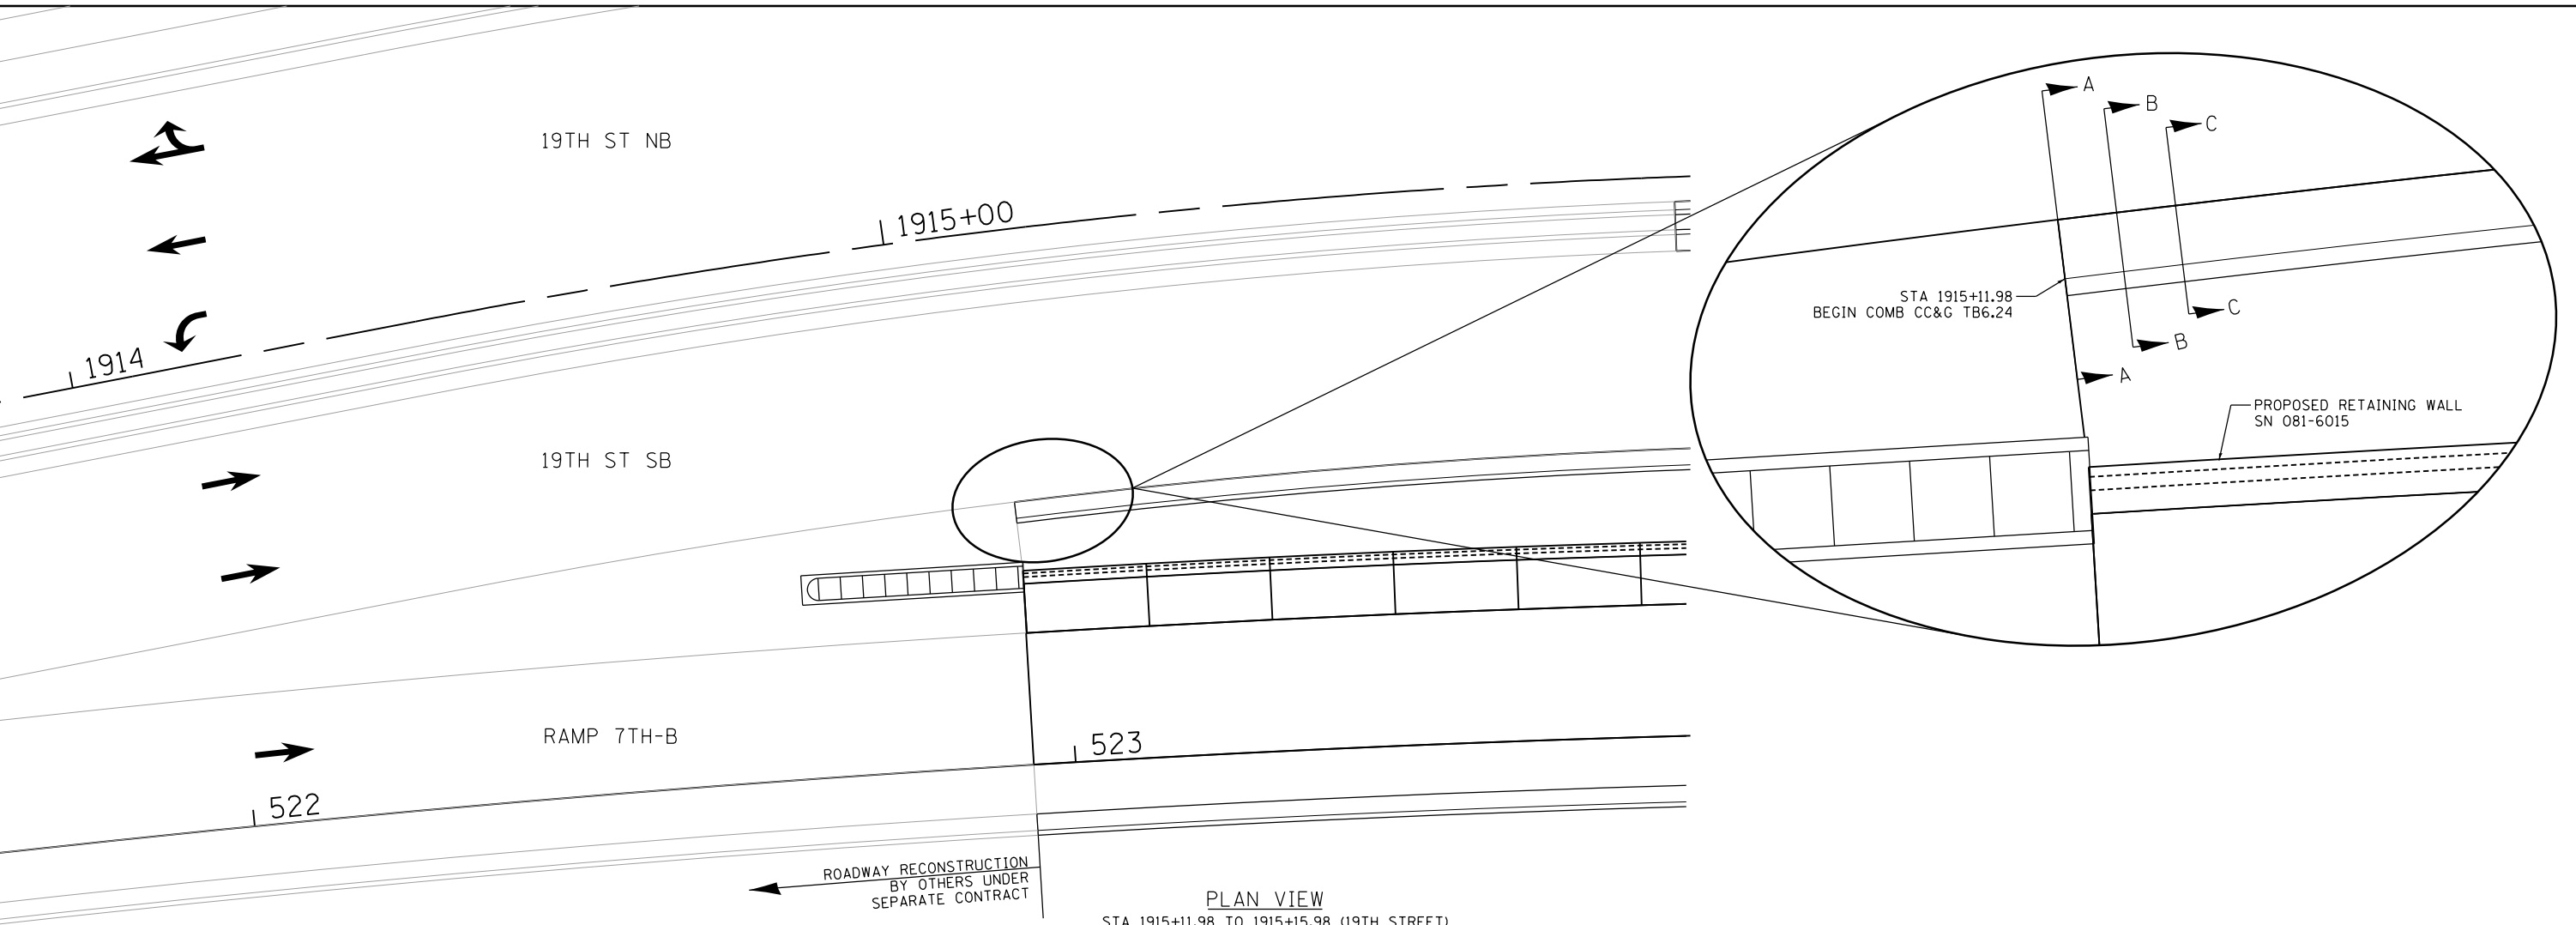 A
B
C
19TH ST NB
1915+00
STA 1915+11.98
BEGIN COMB CC&G TB6.24
C
B
1914
A
PROPOSED RETAINING WALL
SN 081-6015
19TH ST SB
RAMP 7TH-B
523
522
ROADWAY RECONSTRUCTION
BY OTHERS UNDER
SEPARATE CONTRACT
PLAN VIEW
STA 1915+11.98 TO 1915+15.98 (19TH STREET)